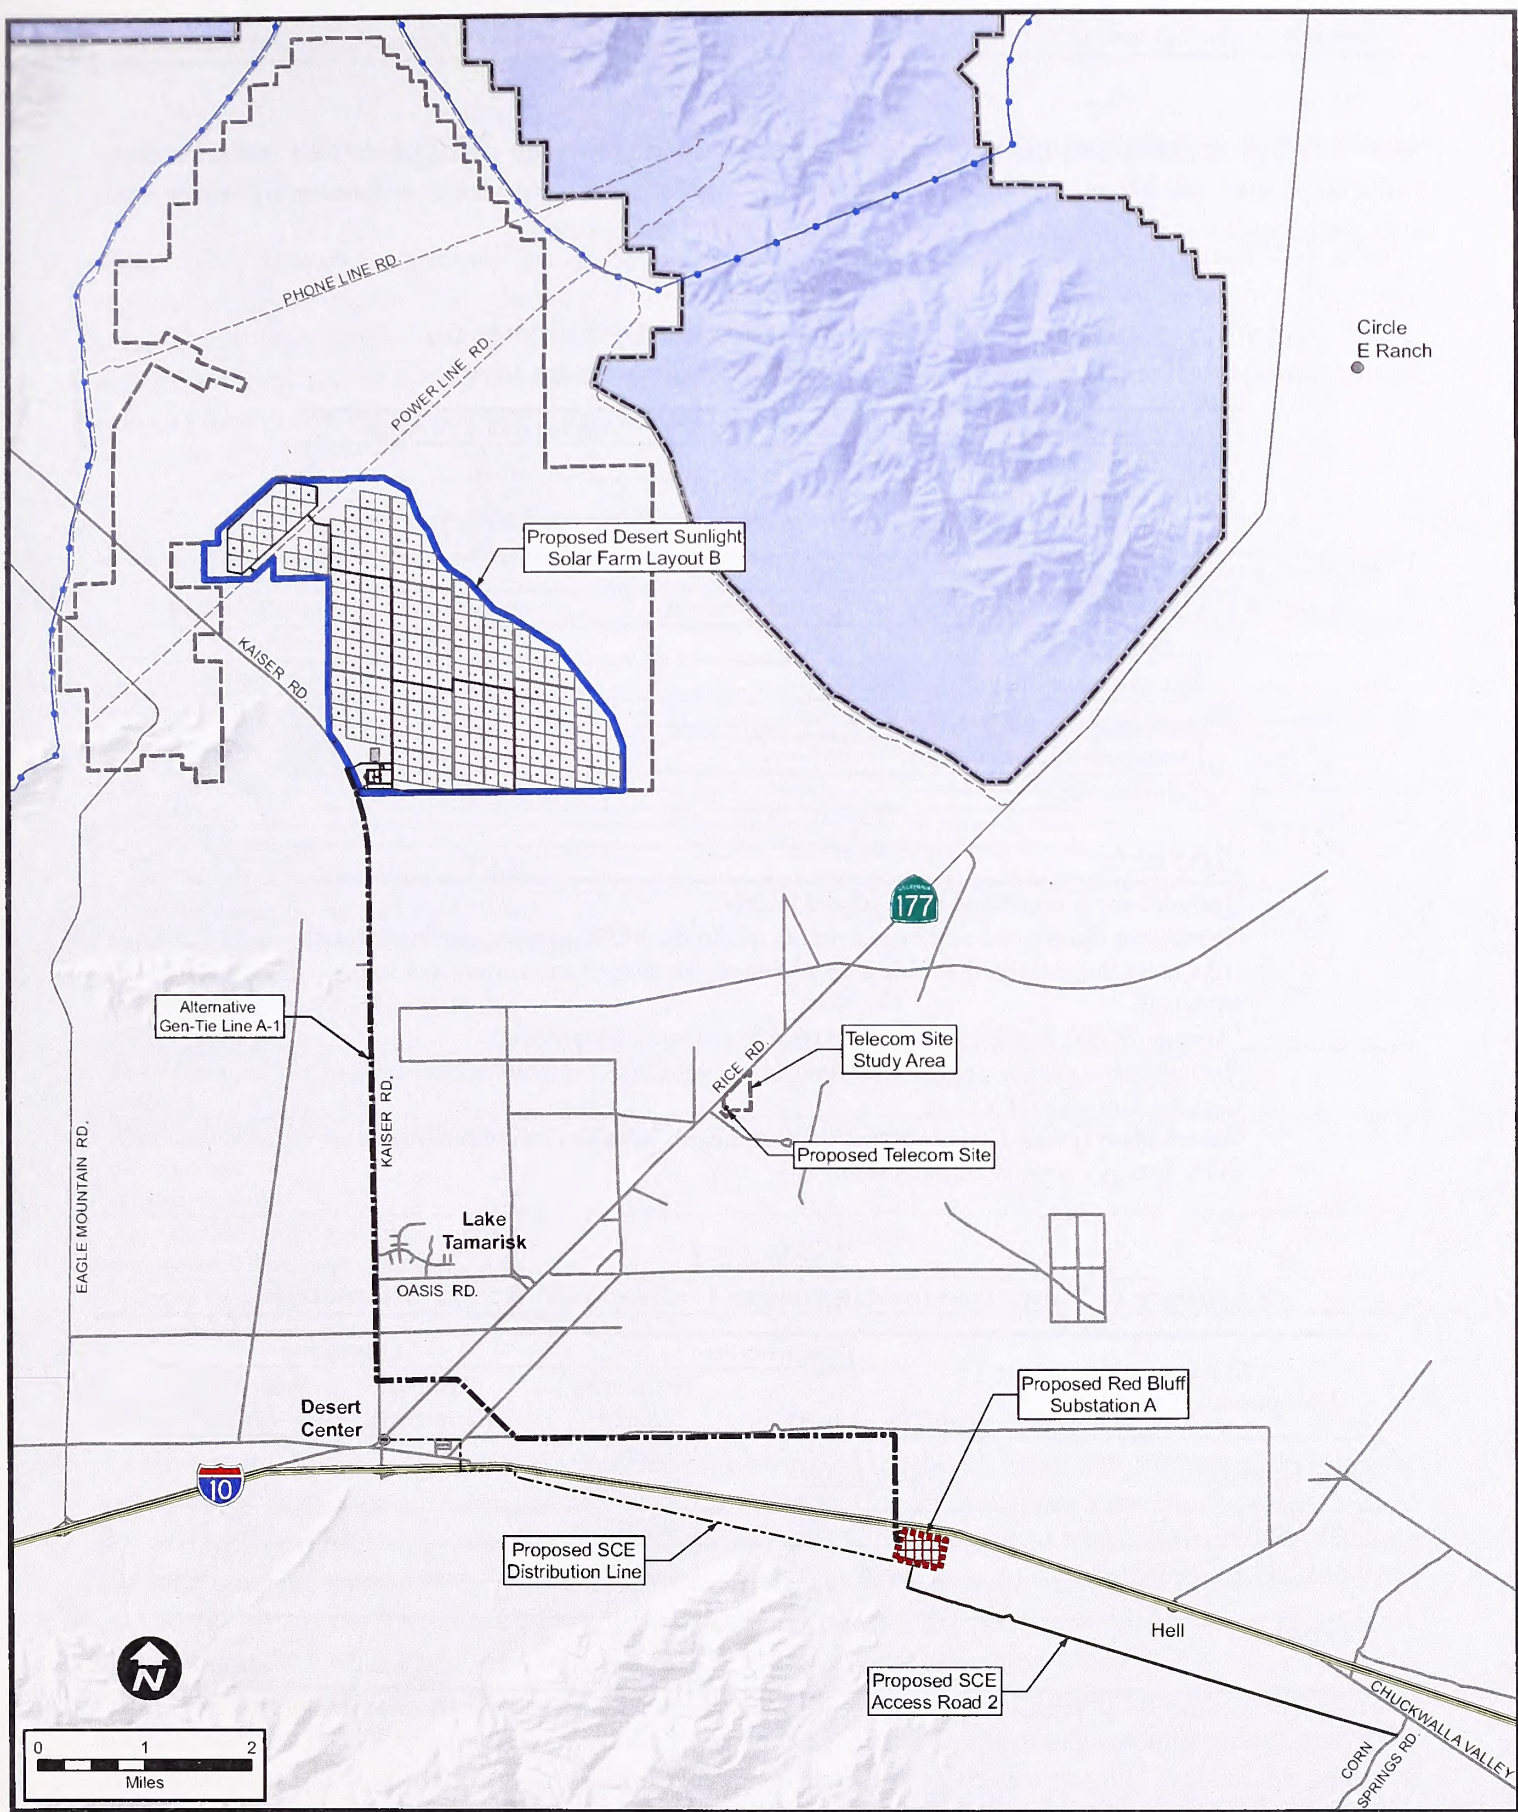 PHONE LINE RD.
POWER LINE RD.
Circle
E Ranch
Proposed Desert Sunlight
Solar Farm Layout B
KAISER RD.
CALIFORNIA
177
Alternative
Gen-Tie Line A-1
Telecom Site
Study Area
RICE RD.
KAISER RD.
EAGLE MOUNTAIN RD.
Proposed Telecom Site
Lake
Tamarisk
OASIS RD.
Desert
Center
Proposed Red Bluff
Substation A
10
Proposed SCE
Distribution Line
Hell
Proposed SCE
Access Road 2
CHUCKWALLA VALLEY
CORN
SPRINGS RD.
N
0 1 2
Miles